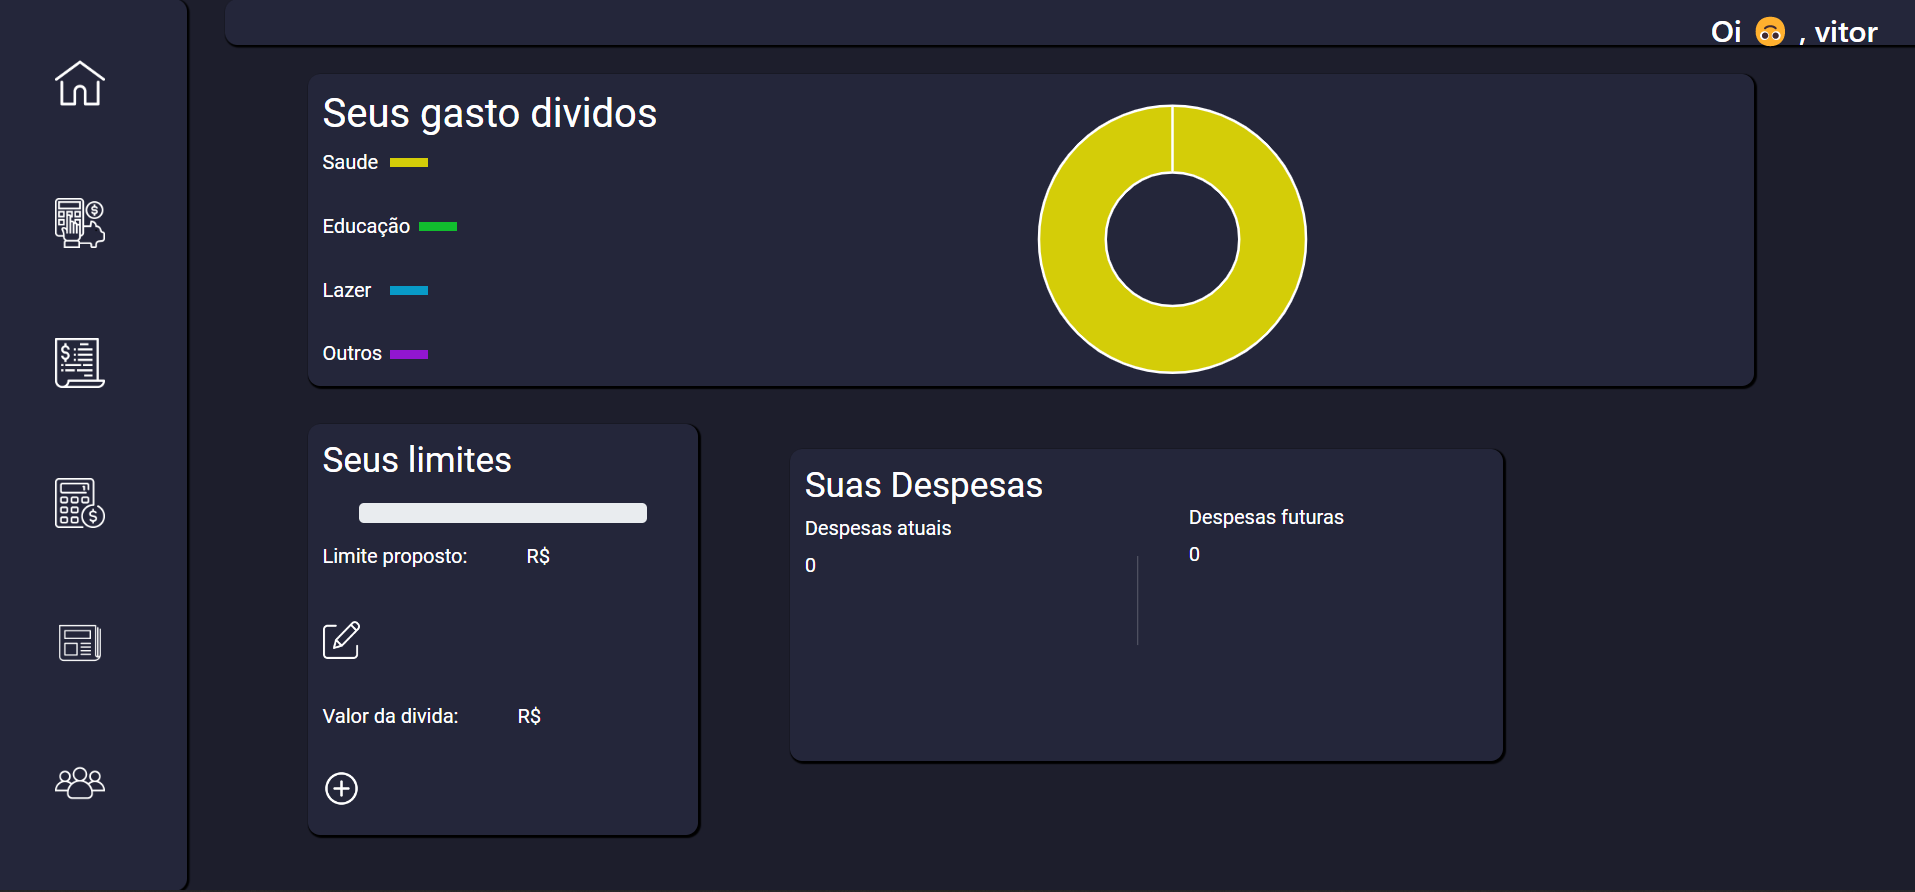 Oi 🙃 , vitor
Seus gasto dividos
Saude
Educação
Lazer
Outros
Seus limites
Limite proposto: R$
Valor da divida: R$
Suas Despesas
Despesas atuais
0
Despesas futuras
0